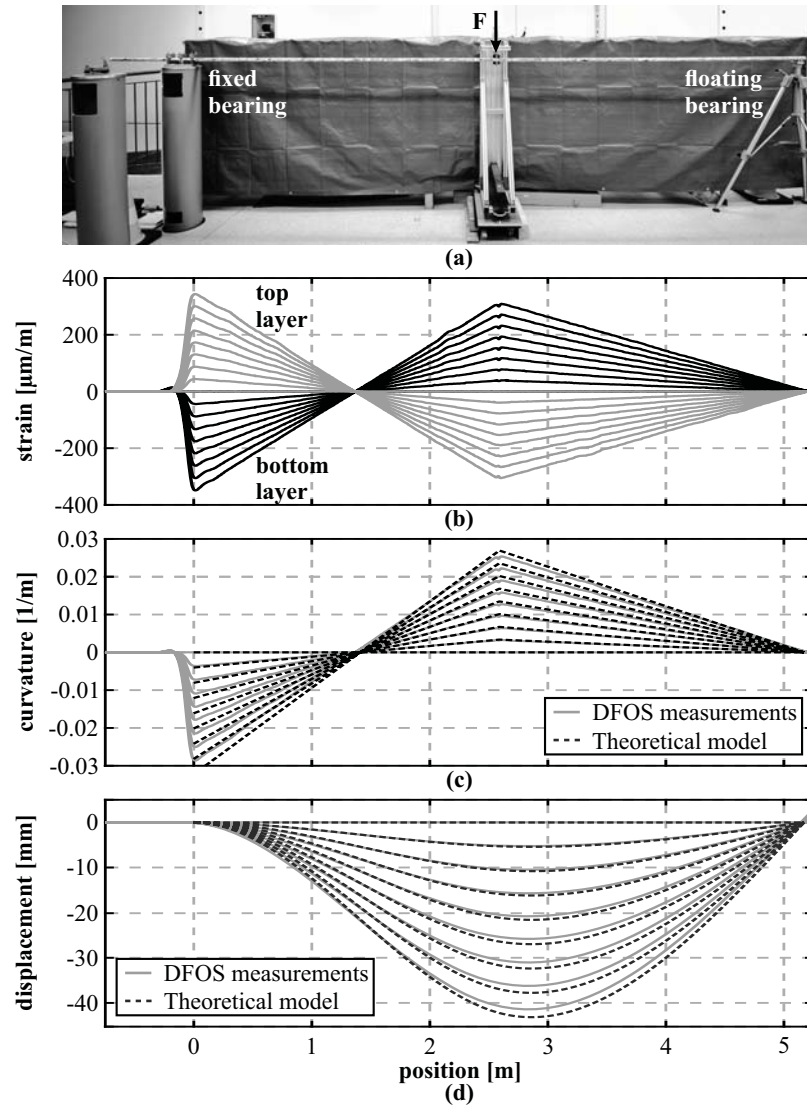 F
fixed
bearing
floating
bearing
(a)
400
200
0
-200
-400
strain [µm/m]
top
layer
bottom
layer
(b)
0.03
0.02
0.01
0
-0.01
-0.02
-0.03
curvature [1/m]
DFOS measurements
Theoretical model
(c)
0
-10
-20
-30
-40
displacement [mm]
DFOS measurements
Theoretical model
0 1 2 3 4 5
position [m]
(d)